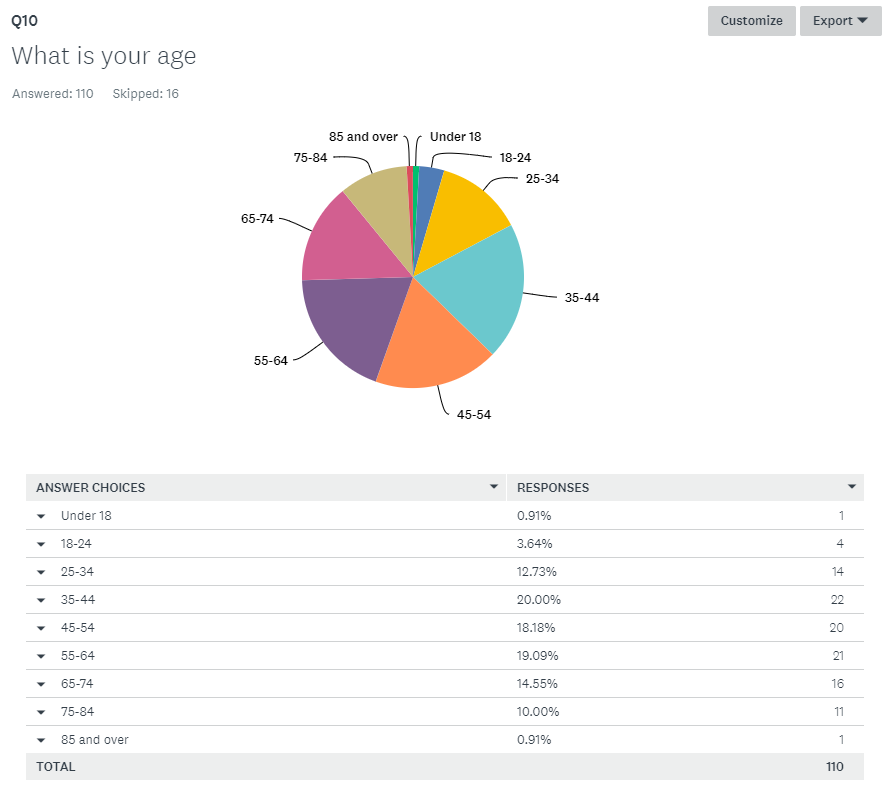 Q10
Customize
Export
What is your age
Answered: 110 Skipped: 16
85 and over
Under 18
75-84
18-24
25-34
65-74
35-44
55-64
45-54
ANSWER CHOICES RESPONSES
Under 18 0.91% 1
18-24 3.64% 4
25-34 12.73% 14
35-44 20.00% 22
45-54 18.18% 20
55-64 19.09% 21
65-74 14.55% 16
75-84 10.00% 11
85 and over 0.91% 1
TOTAL 110